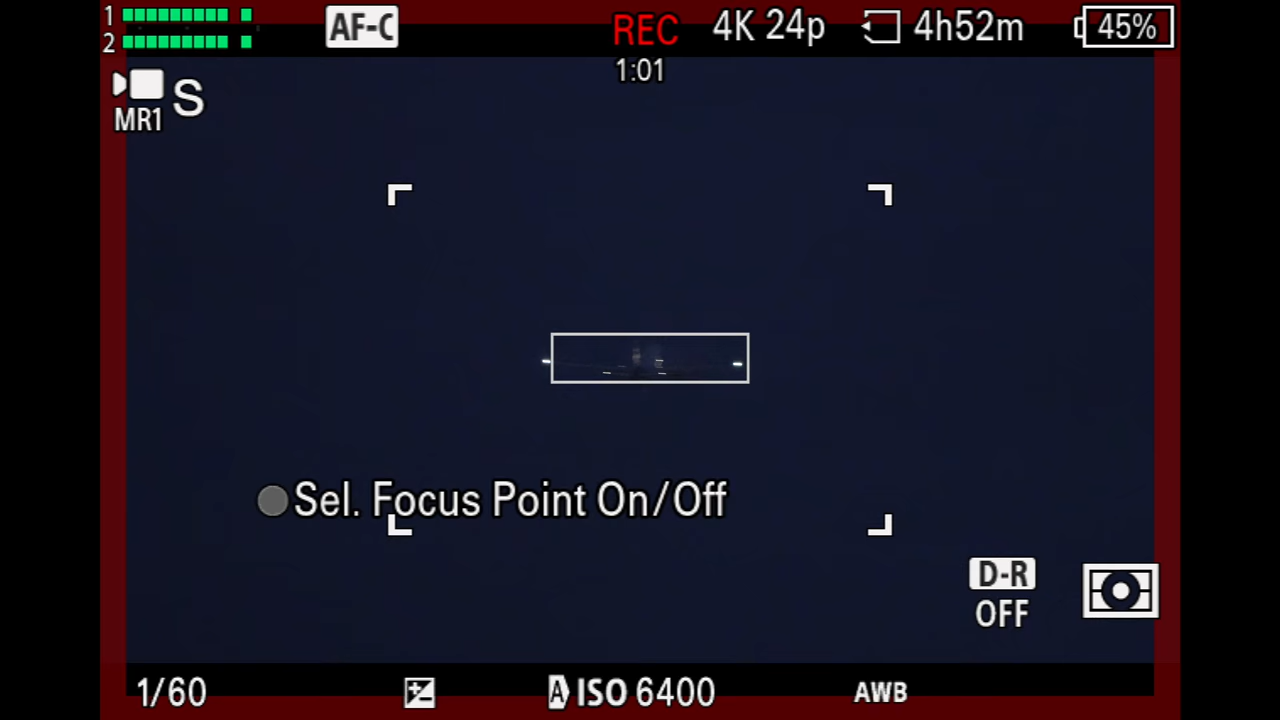 1
2
AF-C
REC 4K 24p 4h52m 45%
1:01
S
MR1
Sel. Focus Point On/Off
D-R
OFF
1/60
A ISO 6400
AWB